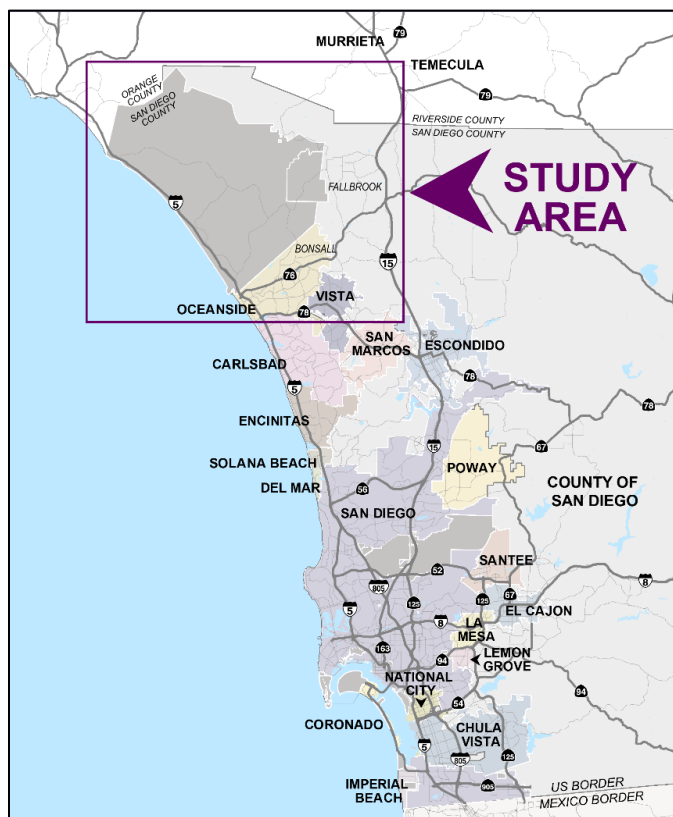 79
MURRIETA
TEMECULA
79
ORANGE
COUNTY
SAN DIEGO
COUNTY
RIVERSIDE COUNTY
SAN DIEGO COUNTY
STUDY
AREA
FALLBROOK
5
BONSALL
15
76
OCEANSIDE
VISTA
78
SAN
MARCOS
ESCONDIDO
CARLSBAD
78
5
78
ENCINITAS
15
67
SOLANA BEACH
POWAY
DEL MAR
56
COUNTY OF
SAN DIEGO
SAN DIEGO
SANTEE
52
8
805
67
5
125
125
EL CAJON
8
LA
MESA
163
94
LEMON
GROVE
NATIONAL
CITY
94
54
CORONADO
CHULA
VISTA
5
805
125
IMPERIAL
BEACH
905
US BORDER
MEXICO BORDER